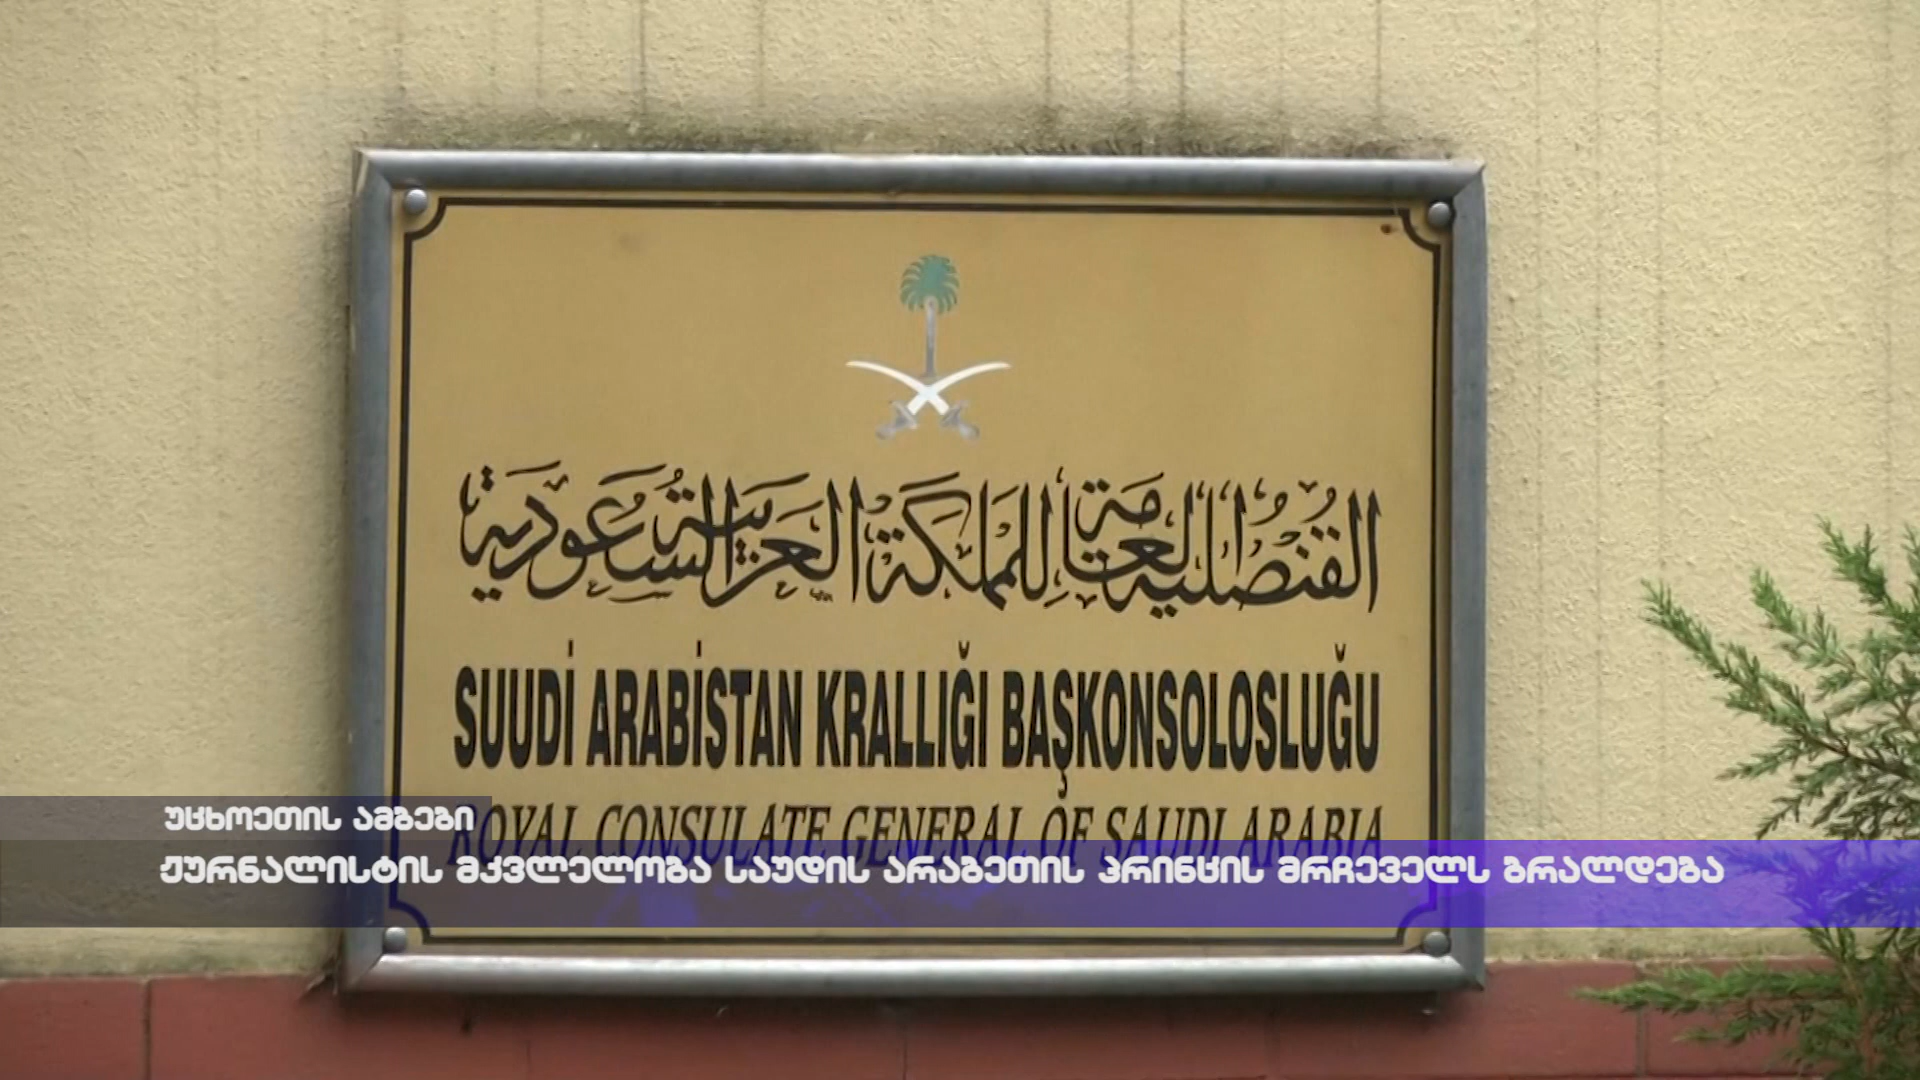 القنصلية العامة للمملكة العربية السعودية
SUUDİ ARABİSTAN KRALLIĞI BAŞKONSOLOSLUĞU
ROYAL CONSULATE GENERAL OF SAUDI ARABIA
უცხოეთის ამბები
ჟურნალისტის მკვლელობა საუდის არაბეთის პრინცის მრჩეველს ბრალდება